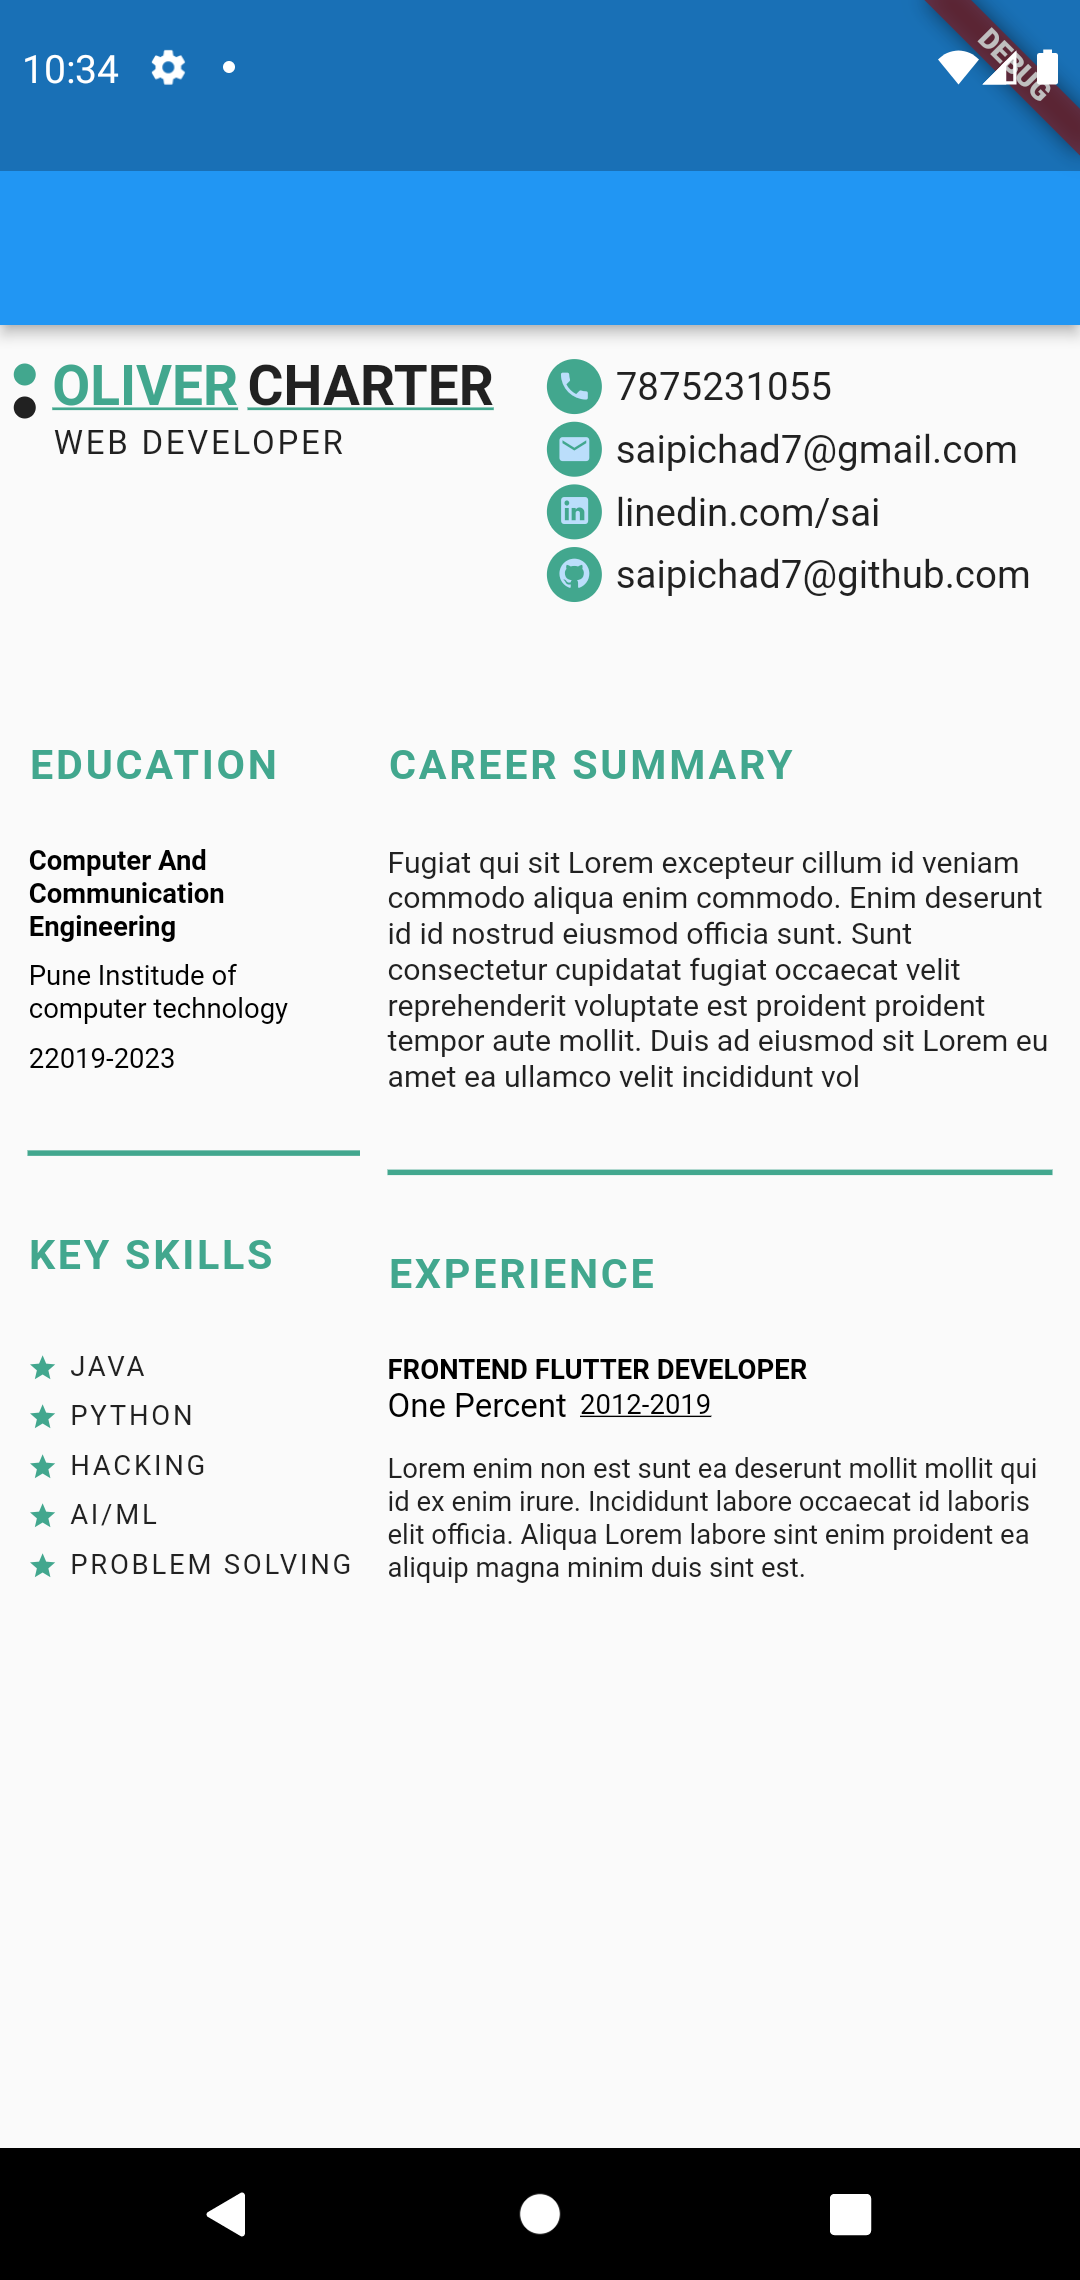 10:34
DEBUG
OLIVER CHARTER
WEB DEVELOPER
7875231055
saipichad7@gmail.com
linedin.com/sai
saipichad7@github.com
EDUCATION
Computer And
Communication
Engineering
Pune Institude of
computer technology
22019-2023
KEY SKILLS
JAVA
PYTHON
HACKING
AI/ML
PROBLEM SOLVING
CAREER SUMMARY
Fugiat qui sit Lorem excepteur cillum id veniam
commodo aliqua enim commodo. Enim deserunt
id id nostrud eiusmod officia sunt. Sunt
consectetur cupidatat fugiat occaecat velit
reprehenderit voluptate est proident proident
tempor aute mollit. Duis ad eiusmod sit Lorem eu
amet ea ullamco velit incididunt vol
EXPERIENCE
FRONTEND FLUTTER DEVELOPER
One Percent 2012-2019
Lorem enim non est sunt ea deserunt mollit mollit qui
id ex enim irure. Incididunt labore occaecat id laboris
elit officia. Aliqua Lorem labore sint enim proident ea
aliquip magna minim duis sint est.